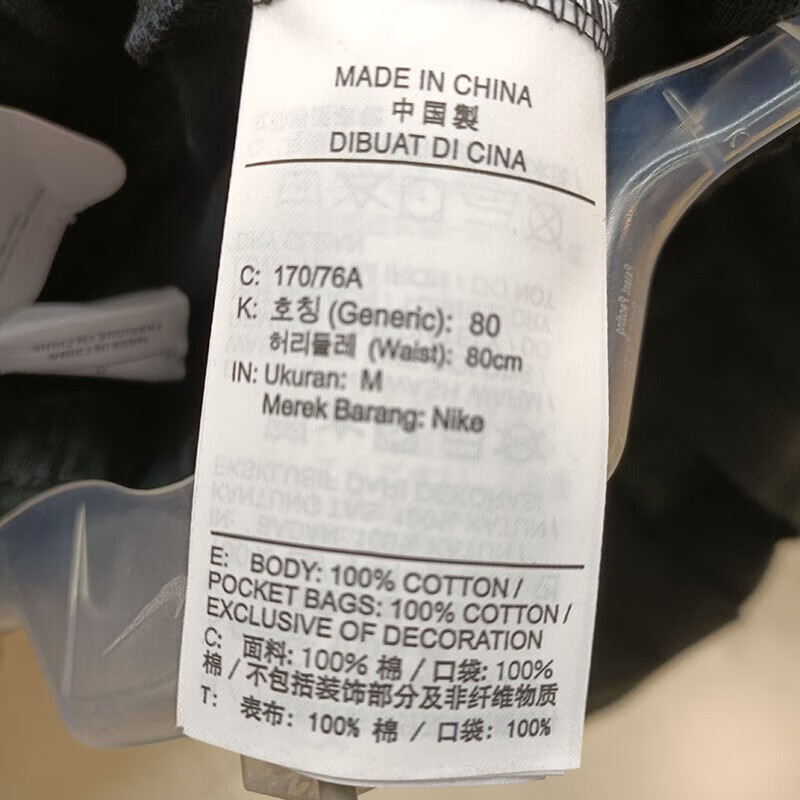 MADE IN CHINA
中国製
DIBUAT DI CINA
C: 170/76A
K: 호칭 (Generic): 80
허리둘레 (Waist): 80cm
IN: Ukuran: M
Merek Barang: Nike
E: BODY: 100% COTTON /
POCKET BAGS: 100% COTTON /
EXCLUSIVE OF DECORATION
C: 面料: 100% 棉 / 口袋: 100%
棉 / 不包括装饰部分及非纤维物质
T: 表布: 100% 棉 / 口袋: 100%